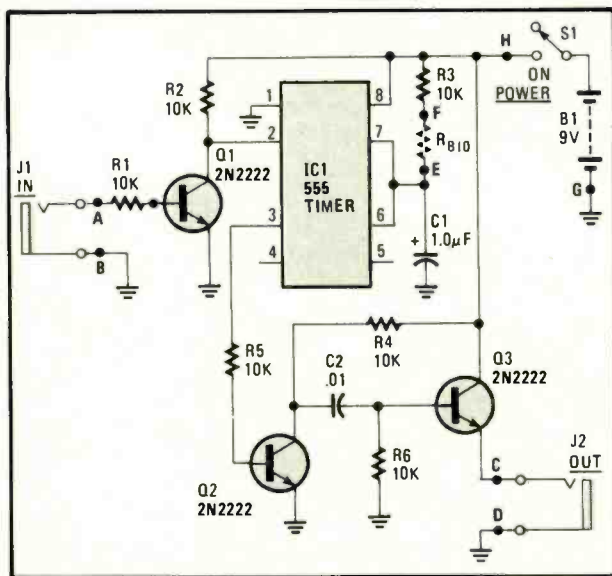 H
S1
ON
POWER
B1
9V
G
R2
10K
1
2
3
4
8
7
6
5
IC1
555
TIMER
R3
10K
F
RBIO
E
C1
+ 1.0µF
J1
IN
A
R1
10K
B
Q1
2N2222
R4
10K
R5
10K
C2
.01
Q3
2N2222
R6
10K
Q2
2N2222
J2
OUT
C
D